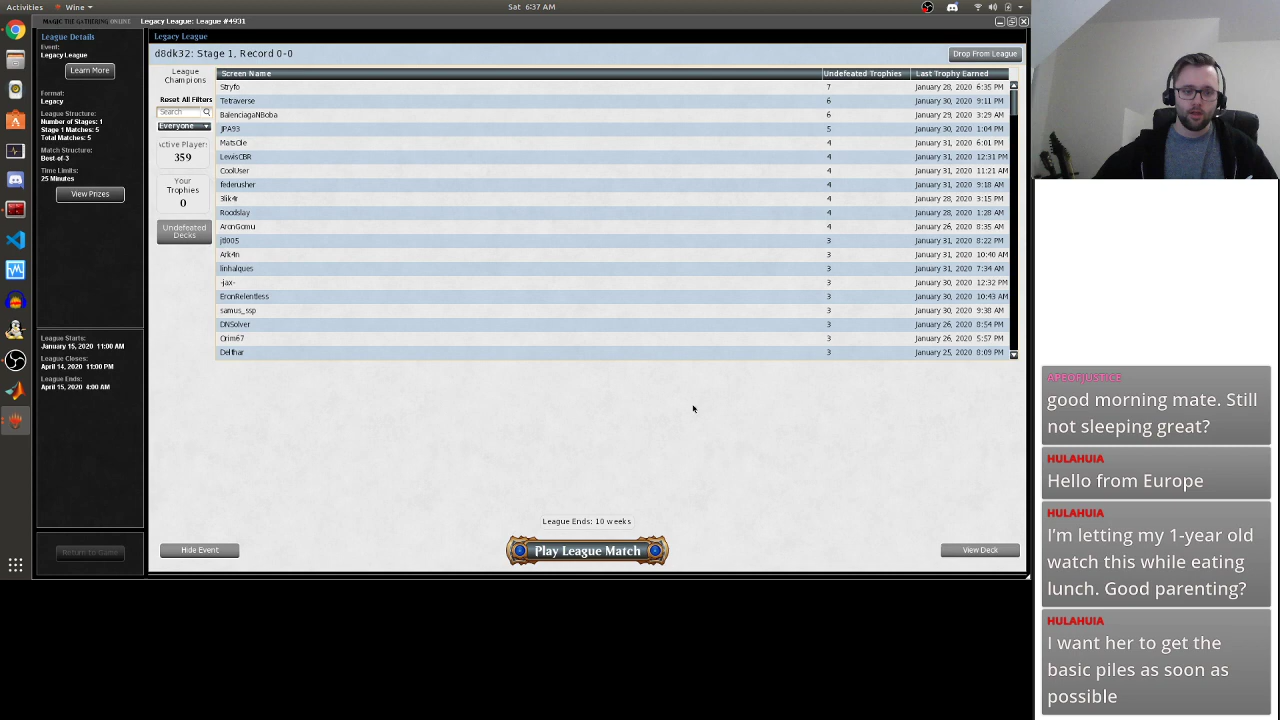 Activities
Wine
Sat 6:37 AM
MAGIC THE GATHERING ONLINE
Legacy League: League #4931
League Details
Event:
Legacy League
Learn More
Format:
Legacy
League Structure:
Number of Stages: 1
Stage 1 Matches: 5
Total Matches: 5
Match Structure:
Best-of-3
Time Limits:
25 Minutes
View Prizes
League Starts:
January 15, 2020 11:00 AM
League Closes:
April 14, 2020 11:00 PM
League Ends:
April 15, 2020 4:00 AM
Return to Game
Legacy League
d8dk32: Stage 1, Record 0-0
Drop From League
League
Champions
Reset All Filters
Search
Everyone
Active Players
359
Your
Trophies
0
Undefeated
Decks
Screen Name Undefeated Trophies Last Trophy Earned
Stryfo 7 January 28, 2020 6:35 PM
Tetraverse 6 January 30, 2020 9:11 PM
BalenciagaNBoba 6 January 29, 2020 3:29 AM
JPA93 5 January 30, 2020 1:04 PM
MatsOle 4 January 31, 2020 6:01 PM
LewisCBR 4 January 31, 2020 12:31 PM
CoolUser 4 January 31, 2020 11:21 AM
federusher 4 January 31, 2020 9:18 AM
3lik4r 4 January 28, 2020 3:15 PM
Roodslay 4 January 28, 2020 1:28 AM
AronGomu 4 January 26, 2020 8:35 AM
jtl005 3 January 31, 2020 8:22 PM
Ark4n 3 January 31, 2020 10:40 AM
linhalques 3 January 31, 2020 7:34 AM
-jax- 3 January 30, 2020 12:32 PM
EronRelentless 3 January 30, 2020 10:43 AM
samus_ssp 3 January 30, 2020 9:38 AM
DNSolver 3 January 26, 2020 8:54 PM
Orim67 3 January 26, 2020 5:57 PM
Delthar 3 January 25, 2020 8:09 PM
League Ends: 10 weeks
Hide Event
Play League Match
View Deck
APEOFJUSTICE
good morning mate. Still
not sleeping great?
HULAHUIA
Hello from Europe
HULAHUIA
I'm letting my 1-year old
watch this while eating
lunch. Good parenting?
HULAHUIA
I want her to get the
basic piles as soon as
possible